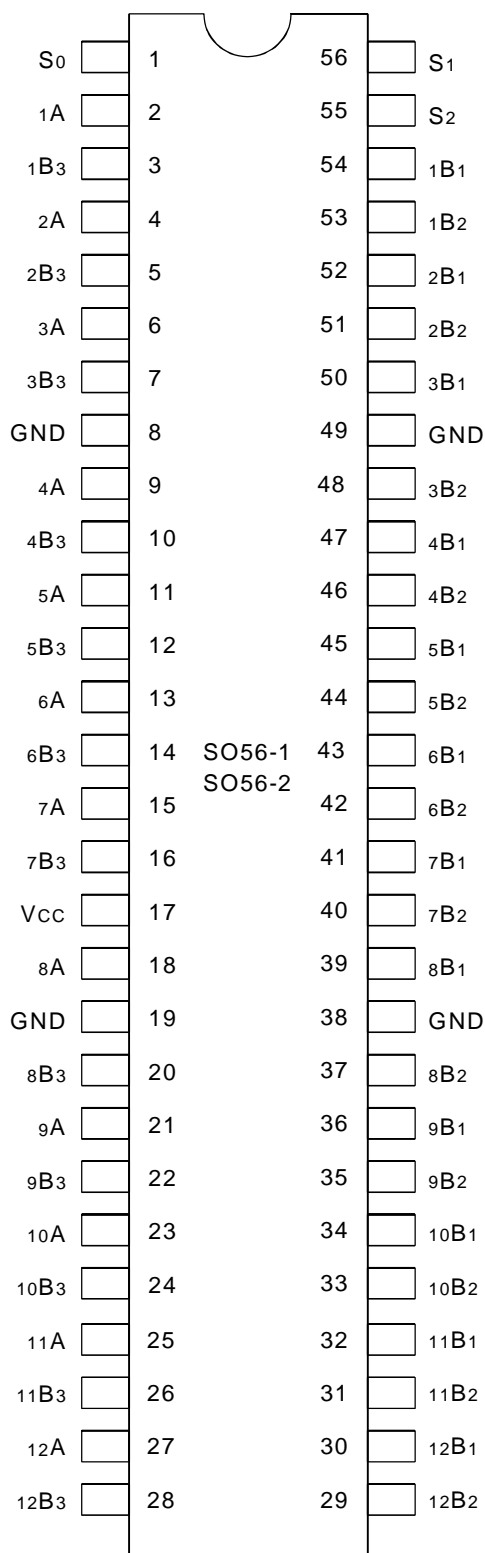 S0 1 56 S1
1A 2 55 S2
1B3 3 54 1B1
2A 4 53 1B2
2B3 5 52 2B1
3A 6 51 2B2
3B3 7 50 3B1
GND 8 49 GND
4A 9 48 3B2
4B3 10 47 4B1
5A 11 46 4B2
5B3 12 45 5B1
6A 13 44 5B2
6B3 14 SO56-1 43 6B1
SO56-2
7A 15 42 6B2
7B3 16 41 7B1
VCC 17 40 7B2
8A 18 39 8B1
GND 19 38 GND
8B3 20 37 8B2
9A 21 36 9B1
9B3 22 35 9B2
10A 23 34 10B1
10B3 24 33 10B2
11A 25 32 11B1
11B3 26 31 11B2
12A 27 30 12B1
12B3 28 29 12B2